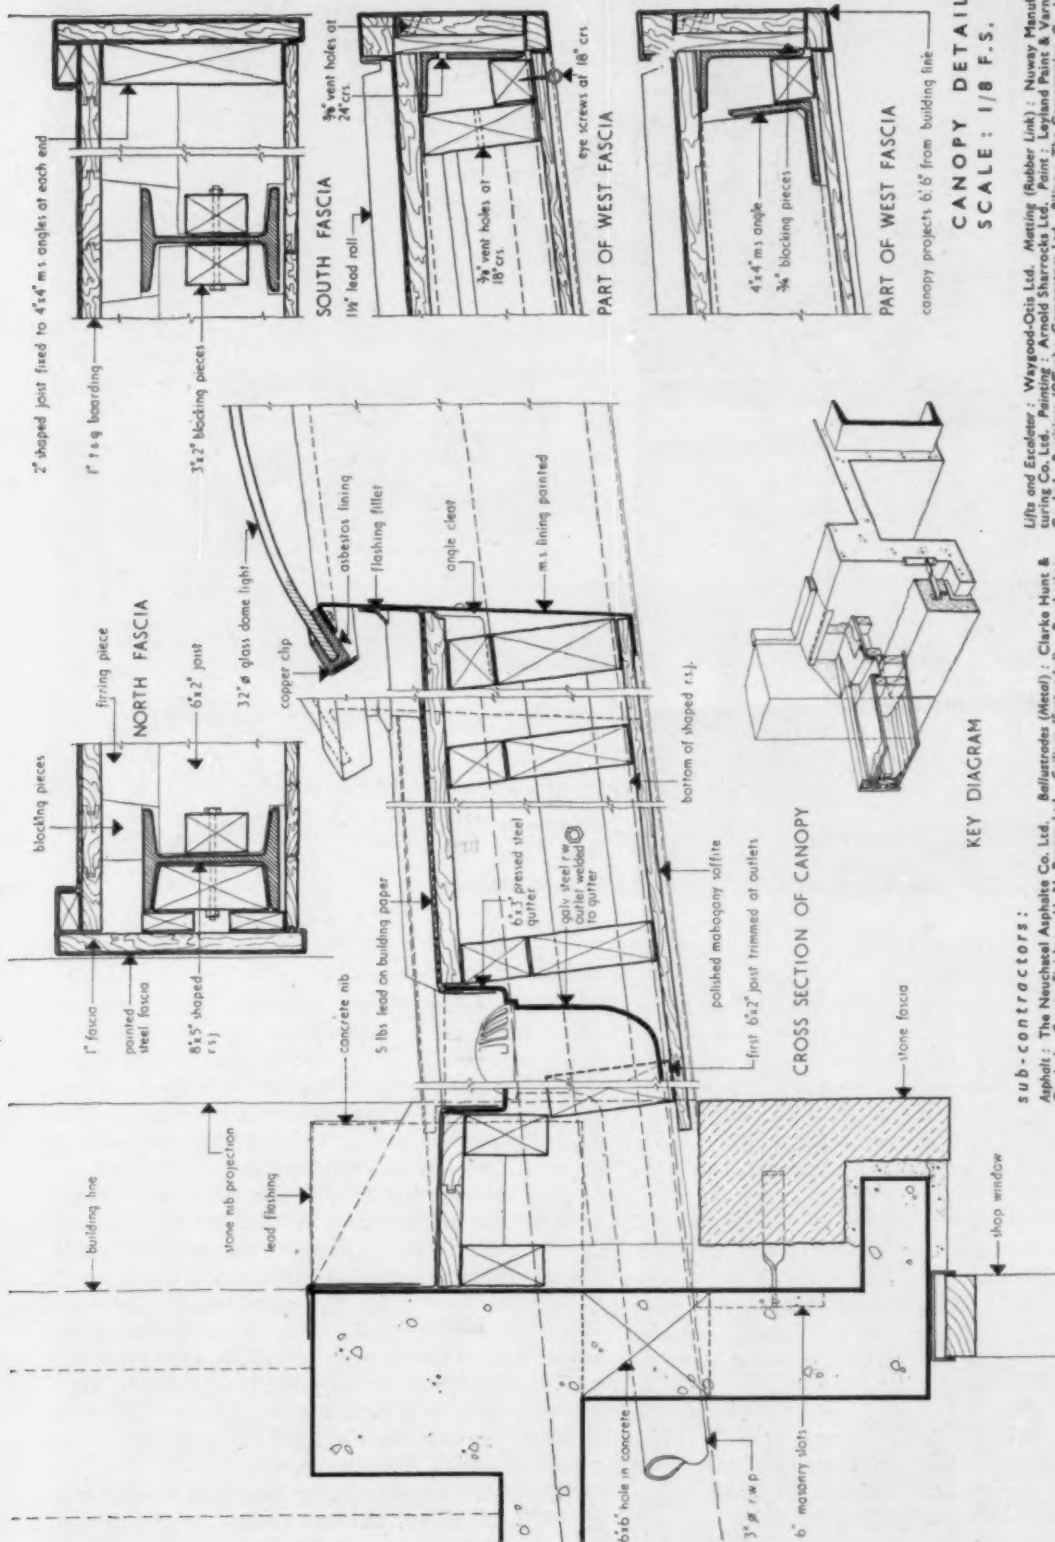 2" shaped joist fixed to 4"x4" ms angles at each end
1" t & g boarding
3"x2" blocking pieces
SOUTH FASCIA
1½" lead roll
⅜" vent holes at
24" crs.
⅜" vent holes at
18" crs.
eye screws at 18" crs
PART OF WEST FASCIA
4"x4" ms angle
¾" blocking pieces
PART OF WEST FASCIA
canopy projects 6'.6" from building line
CANOPY DETAIL
SCALE: 1/8 F.S.
blocking pieces
firring piece
NORTH FASCIA
6"x2" joist
1" fascia
painted
steel fascia
8"x5" shaped
r s j
32" ø glass dome light
copper clip
asbestos lining
flashing fillet
angle cleat
m.s. lining painted
building line
stone nib projection
lead flashing
concrete nib
5 lbs lead on building paper
6"x3" pressed steel
gutter
galv steel r w
outlet welded
to gutter
bottom of shaped r.s.j.
polished mahogany soffite
first 6"x2" joist trimmed at outlets
CROSS SECTION OF CANOPY
stone fascia
6"x6" hole in concrete
3" ø r.w.p
6" masonry slots
shop window
KEY DIAGRAM
sub-contractors:
Asphalt: The Neuchatel Asphalte Co. Ltd. Ballustrades (Metal): Clarke Hunt &
Lifts and Escalator: Waygood-Otis Ltd. Matting (Rubber Link): Nuway Manufac
turing Co. Ltd. Painting: Arnold Sharrocks Ltd. Paint: Leyland Paint & Varn